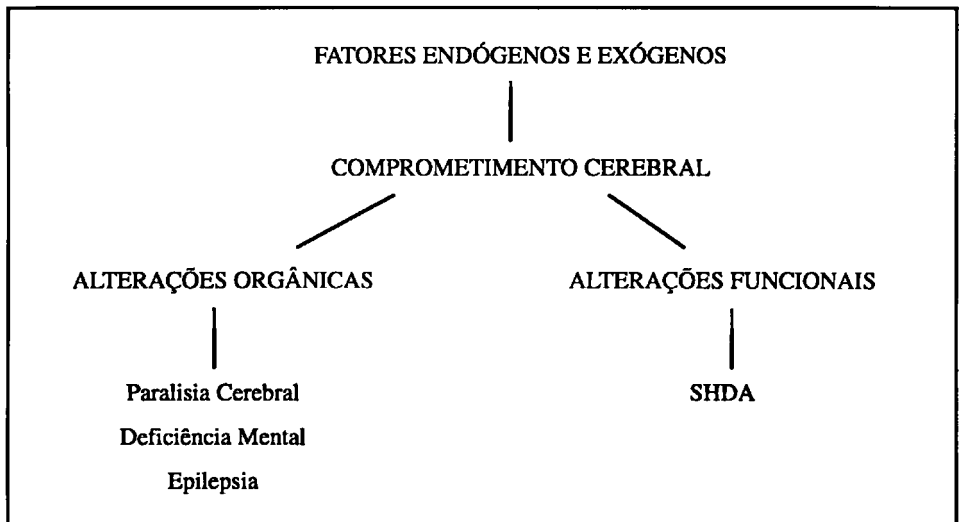 FATORES ENDÓGENOS E EXÓGENOS
COMPROMETIMENTO CEREBRAL
ALTERAÇÕES ORGÂNICAS
ALTERAÇÕES FUNCIONAIS
Paralisia Cerebral
SHDA
Deficiência Mental
Epilepsia